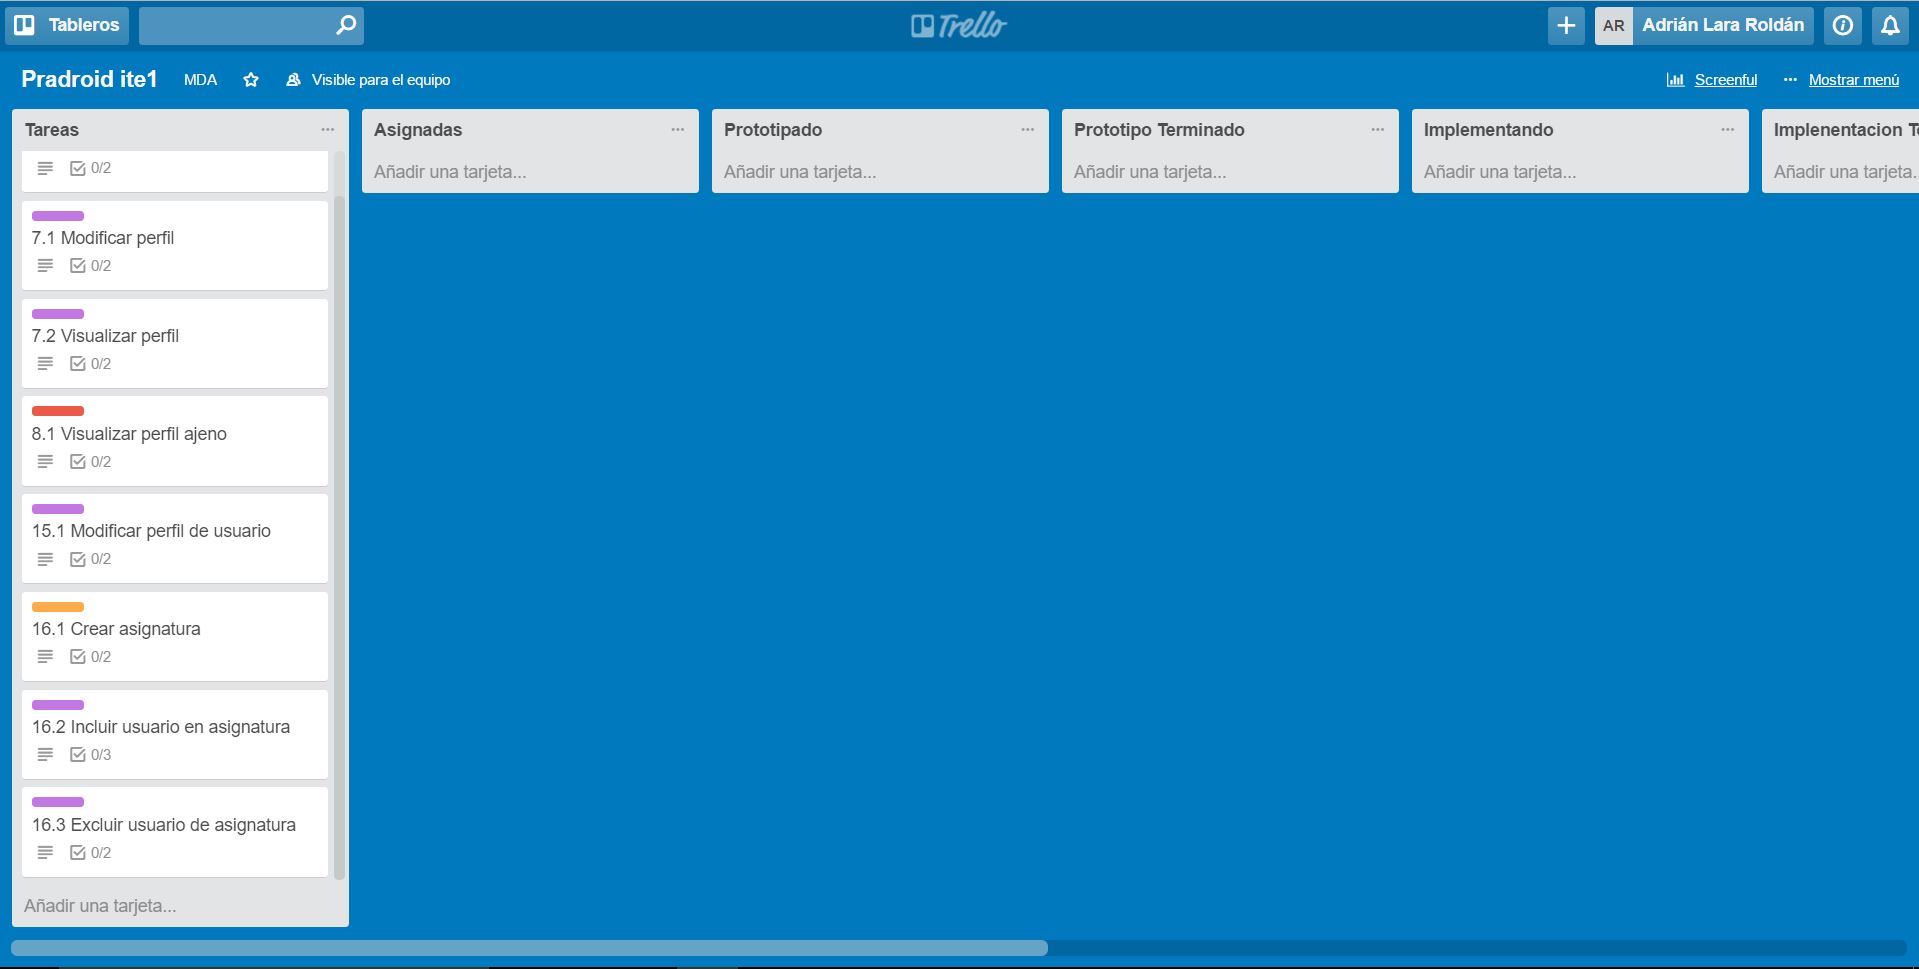 Tableros
Trello
AR Adrián Lara Roldán
Pradroid ite1 MDA Visible para el equipo
Screenful ... Mostrar menú
Tareas
0/2
7.1 Modificar perfil
0/2
7.2 Visualizar perfil
0/2
8.1 Visualizar perfil ajeno
0/2
15.1 Modificar perfil de usuario
0/2
16.1 Crear asignatura
0/2
16.2 Incluir usuario en asignatura
0/3
16.3 Excluir usuario de asignatura
0/2
Añadir una tarjeta...
Asignadas
Añadir una tarjeta...
Prototipado
Añadir una tarjeta...
Prototipo Terminado
Añadir una tarjeta...
Implementando
Añadir una tarjeta...
Implenentacion
Añadir una tarjeta..